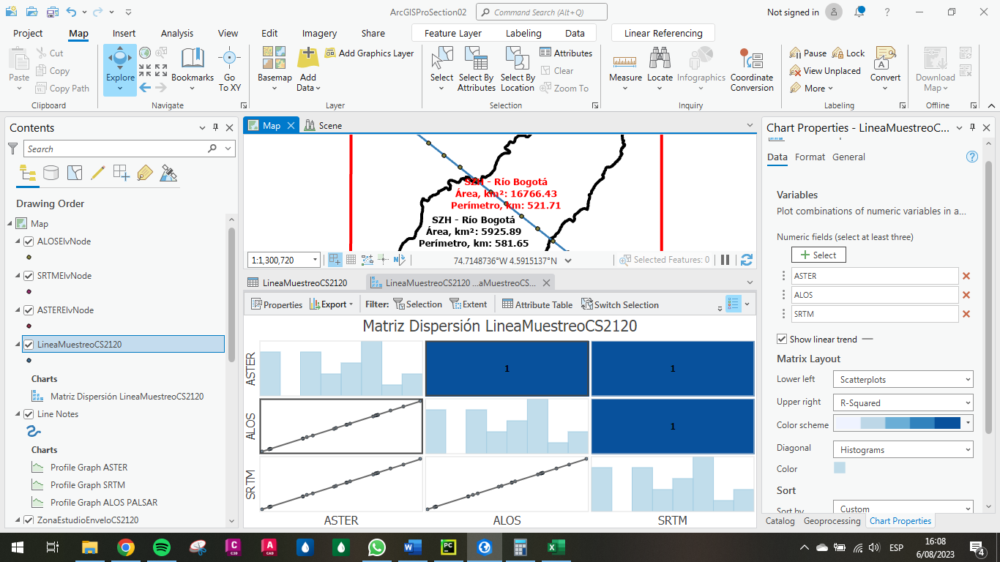 ArcGISProSection02
Command Search (Alt+Q)
Not signed in
?
Project
Map
Insert
Analysis
View
Edit
Imagery
Share
Feature Layer
Labeling
Data
Linear Referencing
Paste
Cut
Copy
Copy Path
Clipboard
Explore
Bookmarks
Go
To XY
Navigate
Basemap
Add
Data
Add Graphics Layer
Layer
Select
Select By
Attributes
Select By
Location
Attributes
Clear
Zoom To
Selection
Measure
Locate
Infographics
Coordinate
Conversion
Inquiry
Pause
Lock
View Unplaced
More
Convert
Labeling
Download
Map
Offline
Contents
Search
Drawing Order
Map
ALOSElvNode
SRTMElvNode
ASTERElvNode
LineaMuestreoCS2120
Charts
Matriz Dispersión LineaMuestreoCS2120
Line Notes
Charts
Profile Graph ASTER
Profile Graph SRTM
Profile Graph ALOS PALSAR
ZonaEstudioEnveloCS2120
Map
Scene
SZH - Río Bogotá
Área, km²: 16766.43
Perímetro, km: 521.71
SZH - Río Bogotá
Área, km²: 5925.89
Perímetro, km: 581.65
1:1,300,720
74.7148736°W 4.5915137°N
Selected Features: 0
LineaMuestreoCS2120
LineaMuestreoCS2120 ...aMuestreoCS...
Properties
Export
Filter:
Selection
Extent
Attribute Table
Switch Selection
Matriz Dispersión LineaMuestreoCS2120
ASTER
1
1
ALOS
1
SRTM
ASTER
ALOS
SRTM
Chart Properties - LineaMuestreoC...
Data
Format
General
?
Variables
Plot combinations of numeric variables in a...
Numeric fields (select at least three)
Select
ASTER
ALOS
SRTM
Show linear trend
Matrix Layout
Lower left
Scatterplots
Upper right
R-Squared
Color scheme
Diagonal
Histograms
Color
Sort
Sort by
Custom
Catalog
Geoprocessing
Chart Properties
ESP
16:08
6/08/2023
4